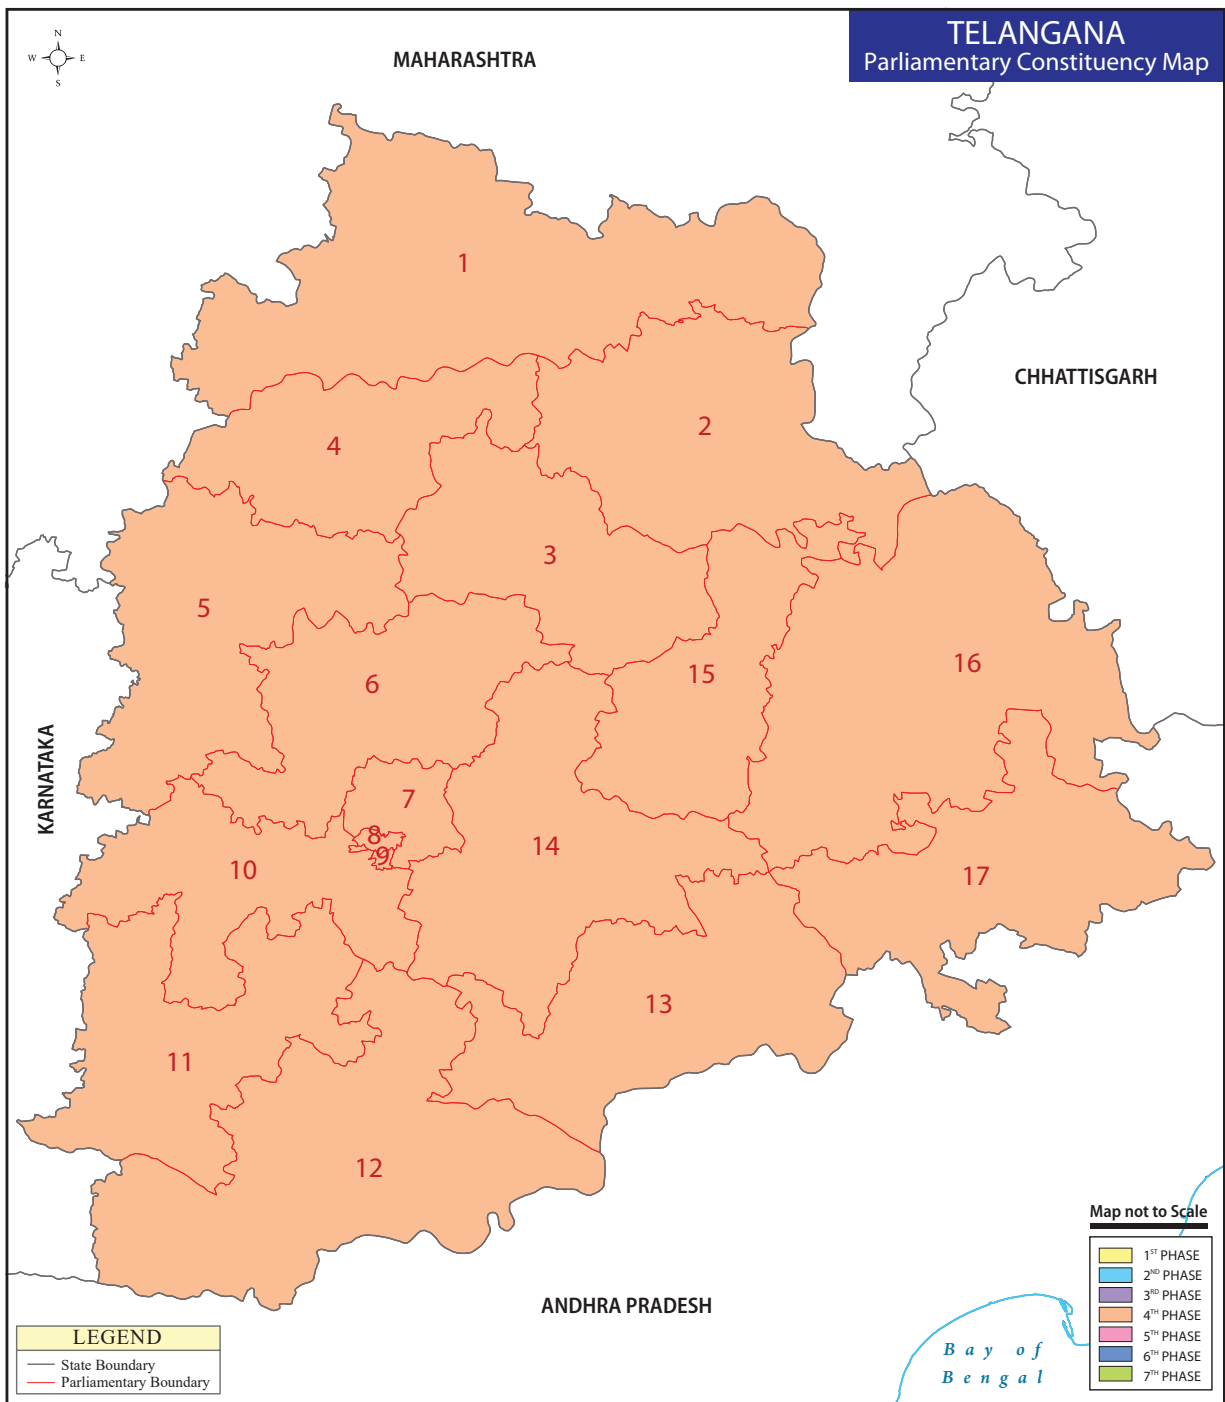 TELANGANA
Parliamentary Constituency Map
N
W E
S
MAHARASHTRA
CHHATTISGARH
KARNATAKA
ANDHRA PRADESH
1
2
3
4
5
6
7
8
9
10
11
12
13
14
15
16
17
Map not to Scale
1ST PHASE
2ND PHASE
3RD PHASE
4TH PHASE
5TH PHASE
6TH PHASE
7TH PHASE
Bay of
Bengal
LEGEND
State Boundary
Parliamentary Boundary